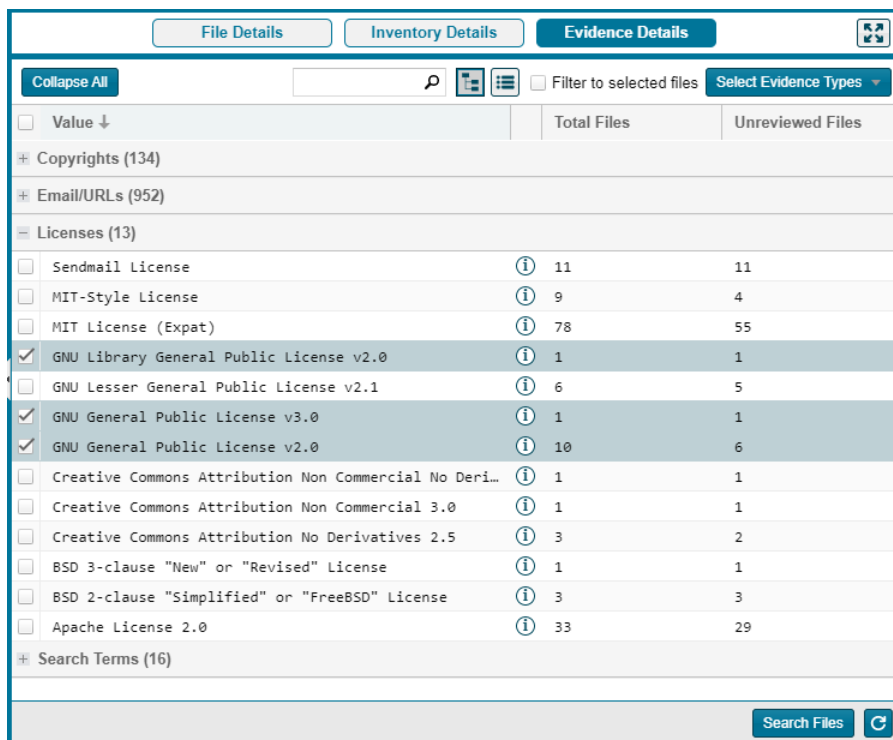 File Details Inventory Details Evidence Details
Collapse All Filter to selected files Select Evidence Types
Value Total Files Unreviewed Files
Copyrights (134)
Email/URLs (952)
Licenses (13)
Sendmail License 11 11
MIT-Style License 9 4
MIT License (Expat) 78 55
GNU Library General Public License v2.0 1 1
GNU Lesser General Public License v2.1 6 5
GNU General Public License v3.0 1 1
GNU General Public License v2.0 10 6
Creative Commons Attribution Non Commercial No Deri… 1 1
Creative Commons Attribution Non Commercial 3.0 1 1
Creative Commons Attribution No Derivatives 2.5 3 2
BSD 3-clause "New" or "Revised" License 1 1
BSD 2-clause "Simplified" or "FreeBSD" License 3 3
Apache License 2.0 33 29
Search Terms (16)
Search Files